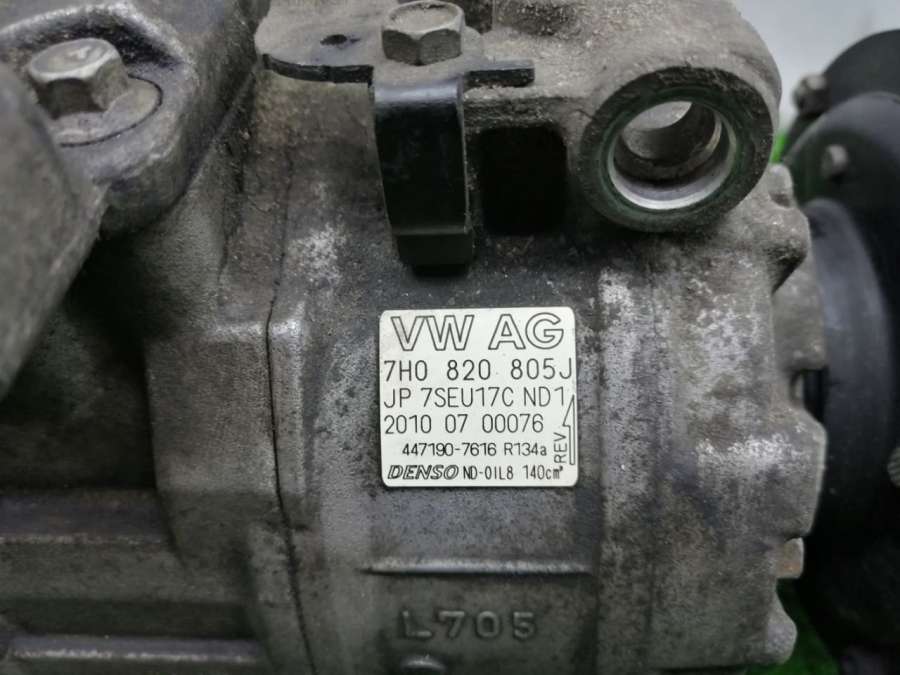 VW AG
7H0 820 805J
JP 7SEU17C ND1
2010 07 00076
447190-7616 R134a
REV
DENSO ND-OIL8 140cm³
L705